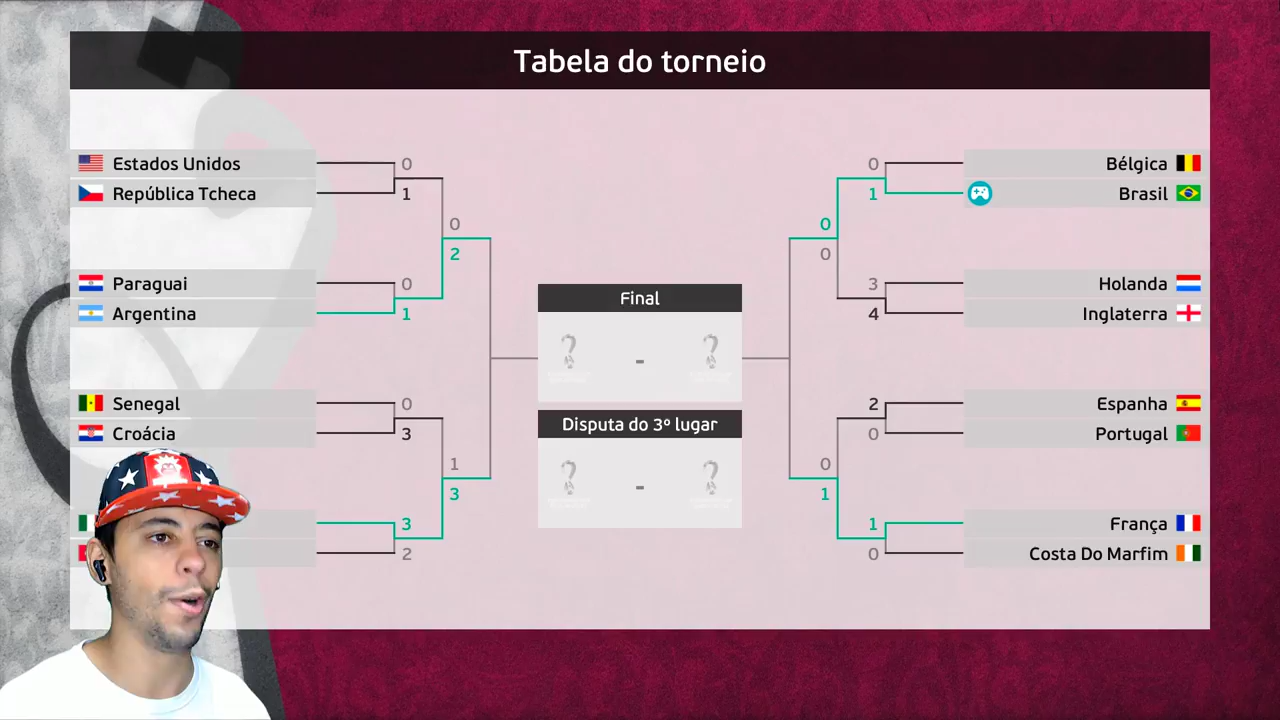 Tabela do torneio
Estados Unidos 0
República Tcheca 1
0
2
Paraguai 0
Argentina 1
Senegal 0
Croácia 3
1
3
3
2
Final
-
Disputa do 3º lugar
-
0 Bélgica
1 Brasil
0
0
3 Holanda
4 Inglaterra
2 Espanha
0 Portugal
0
1
1 França
0 Costa Do Marfim